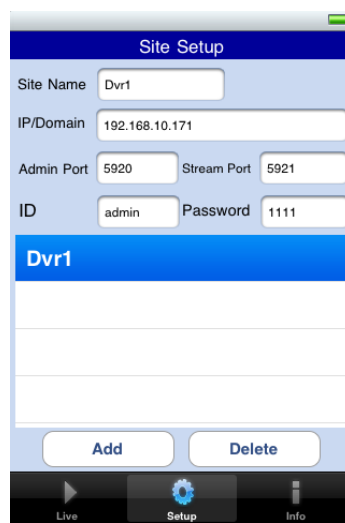 Site Setup
Site Name Dvr1
IP/Domain 192.168.10.171
Admin Port 5920 Stream Port 5921
ID admin Password 1111
Dvr1
Add Delete
Live Setup Info